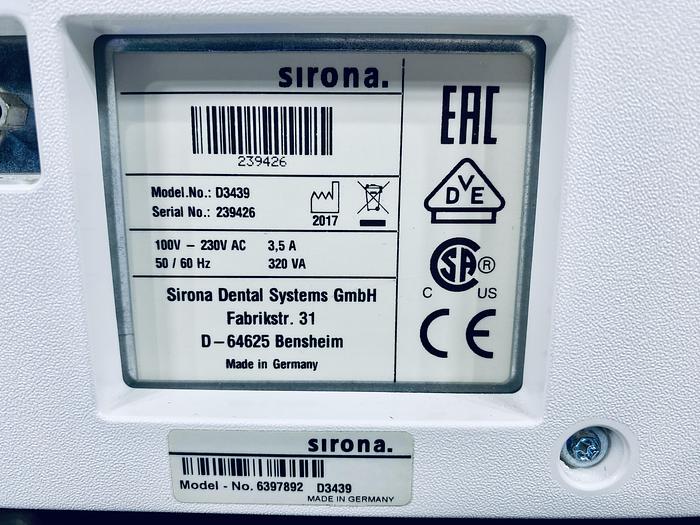 sirona.
239426
Model.No.: D3439
Serial No.: 239426
2017
100V – 230V AC 3,5 A
50 / 60 Hz 320 VA
Sirona Dental Systems GmbH
Fabrikstr. 31
D–64625 Bensheim
Made in Germany
EAC
DVE
SA ®
C US
CE
sirona.
Model - No. 6397892 D3439
MADE IN GERMANY